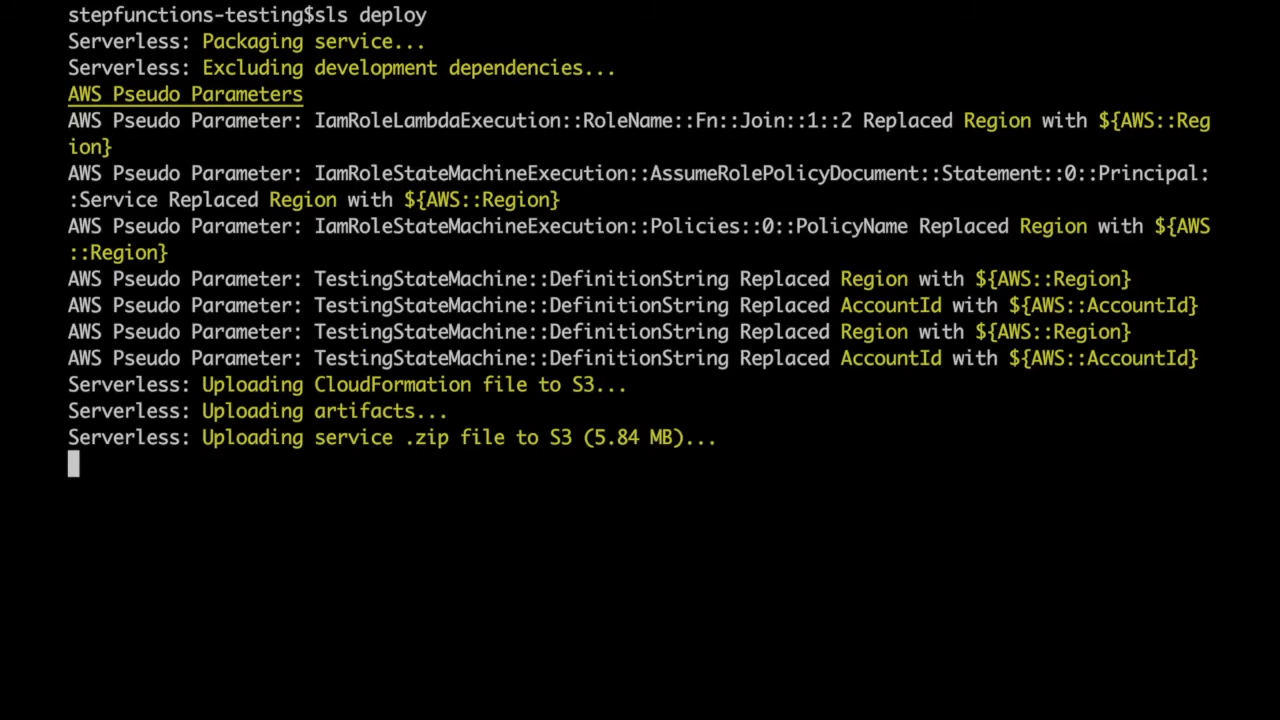 stepfunctions-testing$sls deploy
Serverless: Packaging service...
Serverless: Excluding development dependencies...
AWS Pseudo Parameters
AWS Pseudo Parameter: IamRoleLambdaExecution::RoleName::Fn::Join::1::2 Replaced Region with ${AWS::Reg
ion}
AWS Pseudo Parameter: IamRoleStateMachineExecution::AssumeRolePolicyDocument::Statement::0::Principal:
:Service Replaced Region with ${AWS::Region}
AWS Pseudo Parameter: IamRoleStateMachineExecution::Policies::0::PolicyName Replaced Region with ${AWS
::Region}
AWS Pseudo Parameter: TestingStateMachine::DefinitionString Replaced Region with ${AWS::Region}
AWS Pseudo Parameter: TestingStateMachine::DefinitionString Replaced AccountId with ${AWS::AccountId}
AWS Pseudo Parameter: TestingStateMachine::DefinitionString Replaced Region with ${AWS::Region}
AWS Pseudo Parameter: TestingStateMachine::DefinitionString Replaced AccountId with ${AWS::AccountId}
Serverless: Uploading CloudFormation file to S3...
Serverless: Uploading artifacts...
Serverless: Uploading service .zip file to S3 (5.84 MB)...